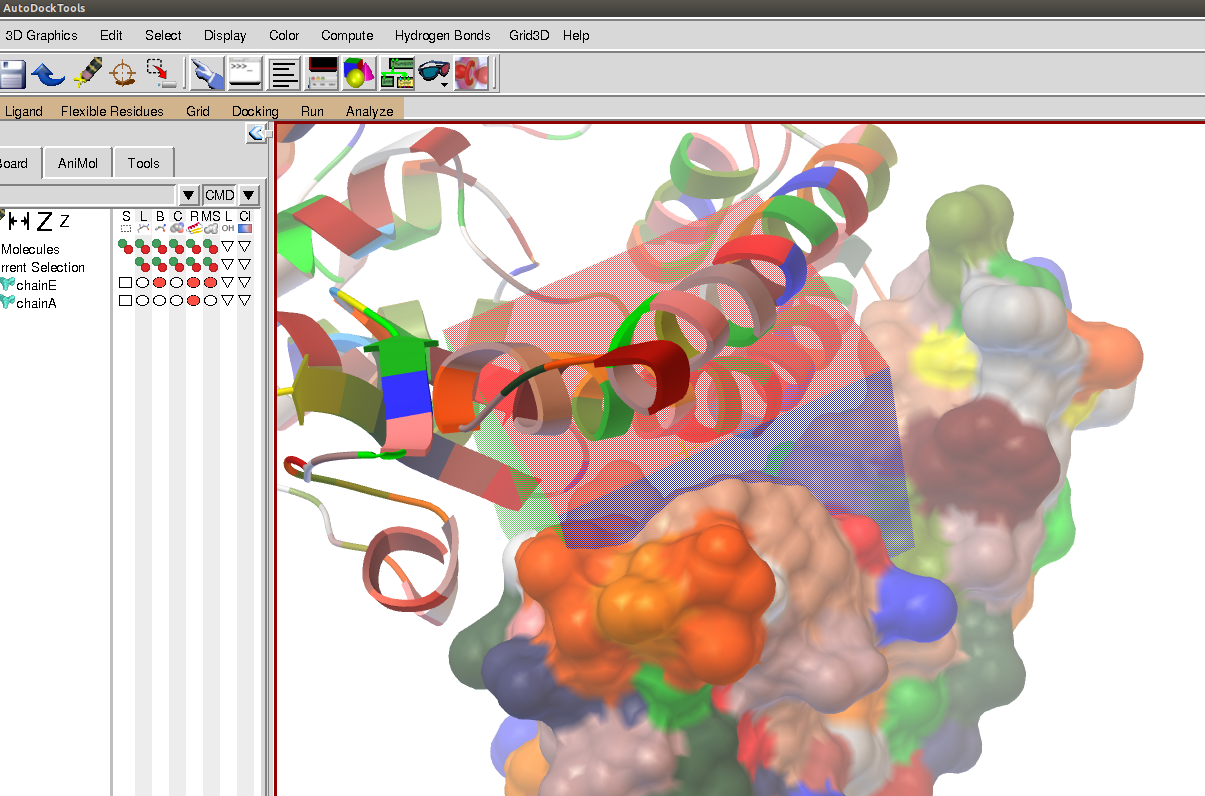 AutoDockTools
3D Graphics Edit Select Display Color Compute Hydrogen Bonds Grid3D Help
>>>_
Ligand Flexible Residues Grid Docking Run Analyze
oard AniMol Tools
CMD
Z Z S L B C R MS L Cl
OH
Molecules
rrent Selection
chainE
chainA